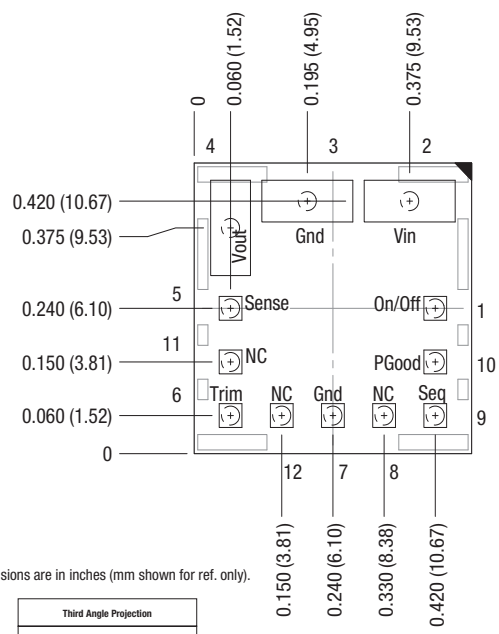 0
0.060 (1.52)
0.195 (4.95)
0.375 (9.53)
4
3
2
0.420 (10.67)
0.375 (9.53)
Vout
Gnd
Vin
5
0.240 (6.10)
Sense
On/Off
1
11
0.150 (3.81)
NC
PGood
10
6
0.060 (1.52)
Trim
NC
Gnd
NC
Seq
9
0
12
7
8
0.150 (3.81)
0.240 (6.10)
0.330 (8.38)
0.420 (10.67)
sions are in inches (mm shown for ref. only).
Third Angle Projection